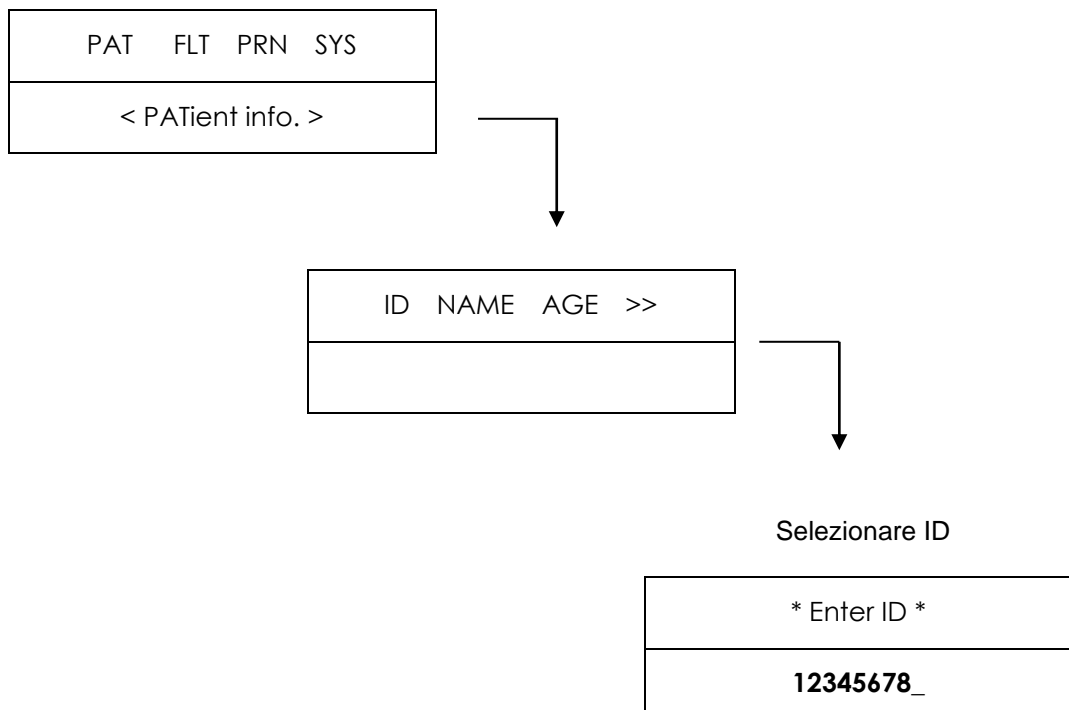 PAT FLT PRN SYS
< PATient info. >
ID NAME AGE >>
Selezionare ID
* Enter ID *
12345678_